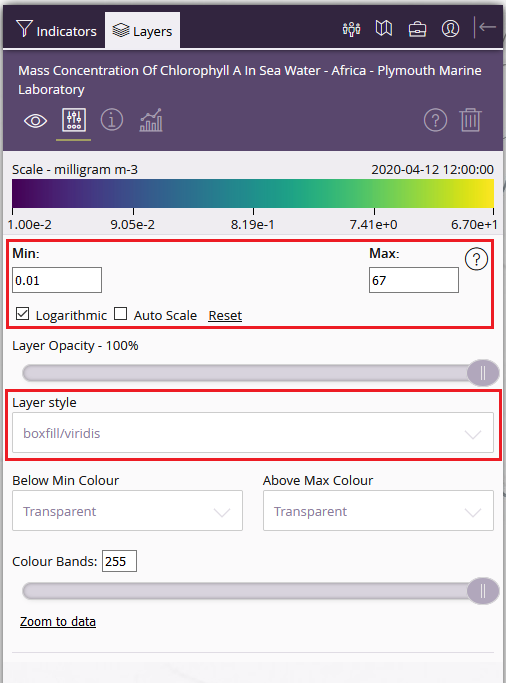 Indicators Layers
Mass Concentration Of Chlorophyll A In Sea Water - Africa - Plymouth Marine
Laboratory
Scale - milligram m-3 2020-04-12 12:00:00
1.00e-2 9.05e-2 8.19e-1 7.41e+0 6.70e+1
Min: Max:
0.01 67
Logarithmic Auto Scale Reset
Layer Opacity - 100%
Layer style
boxfill/viridis
Below Min Colour Above Max Colour
Transparent Transparent
Colour Bands: 255
Zoom to data